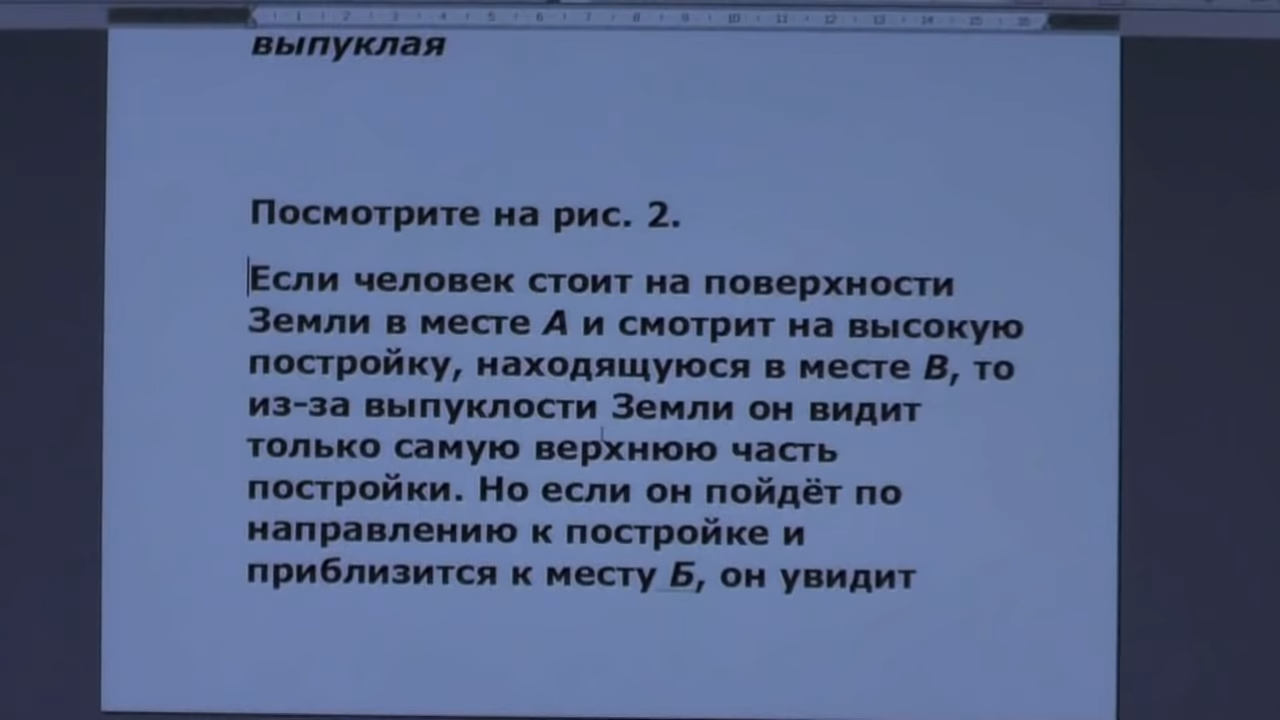 выпуклая
Посмотрите на рис. 2.
Если человек стоит на поверхности
Земли в месте А и смотрит на высокую
постройку, находящуюся в месте В, то
из-за выпуклости Земли он видит
только самую верхнюю часть
постройки. Но если он пойдёт по
направлению к постройке и
приблизится к месту Б, он увидит